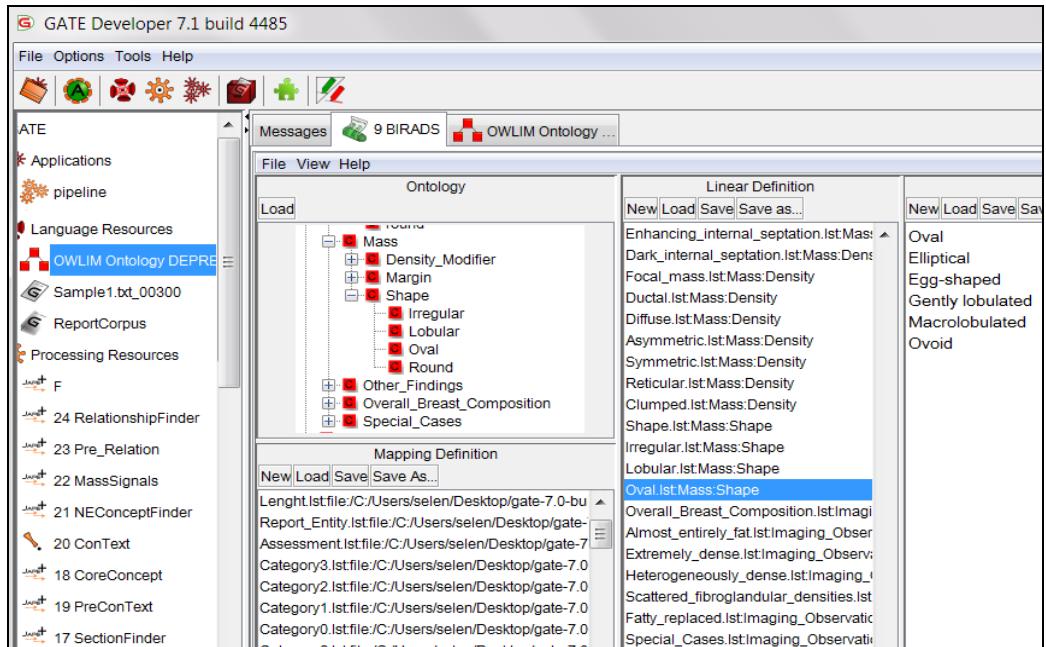 GATE Developer 7.1 build 4485
File Options Tools Help
ATE
Applications
pipeline
Language Resources
OWLIM Ontology DEPRE
Sample1.txt_00300
ReportCorpus
Processing Resources
F
24 RelationshipFinder
23 Pre_Relation
22 MassSignals
21 NEConceptFinder
20 ConText
18 CoreConcept
19 PreConText
17 SectionFinder
Messages 9 BIRADS OWLIM Ontology ...
File View Help
Ontology
Load
Mass
Density_Modifier
Margin
Shape
Irregular
Lobular
Oval
Round
Other_Findings
Overall_Breast_Composition
Special_Cases
Mapping Definition
New Load Save Save As...
Lenght.lst:file:/C:/Users/selen/Desktop/gate-7.0-bu
Report_Entity.lst:file:/C:/Users/selen/Desktop/gate-
Assessment.lst:file:/C:/Users/selen/Desktop/gate-7
Category3.lst:file:/C:/Users/selen/Desktop/gate-7.0
Category2.lst:file:/C:/Users/selen/Desktop/gate-7.0
Category1.lst:file:/C:/Users/selen/Desktop/gate-7.0
Category0.lst:file:/C:/Users/selen/Desktop/gate-7.0
Linear Definition
New Load Save Save as...
Enhancing_internal_septation.lst:Mass
Dark_internal_septation.lst:Mass:Dens
Focal_mass.lst:Mass:Density
Ductal.lst:Mass:Density
Diffuse.lst:Mass:Density
Asymmetric.lst:Mass:Density
Symmetric.lst:Mass:Density
Reticular.lst:Mass:Density
Clumped.lst:Mass:Density
Shape.lst:Mass:Shape
Irregular.lst:Mass:Shape
Lobular.lst:Mass:Shape
Oval.lst:Mass:Shape
Overall_Breast_Composition.lst:Imagi
Almost_entirely_fat.lst:Imaging_Obser
Extremely_dense.lst:Imaging_Observa
Heterogeneously_dense.lst:Imaging_
Scattered_fibroglandular_densities.lst
Fatty_replaced.lst:Imaging_Observatio
Special_Cases.lst:Imaging_Observatio
New Load Save Sav
Oval
Elliptical
Egg-shaped
Gently lobulated
Macrolobulated
Ovoid